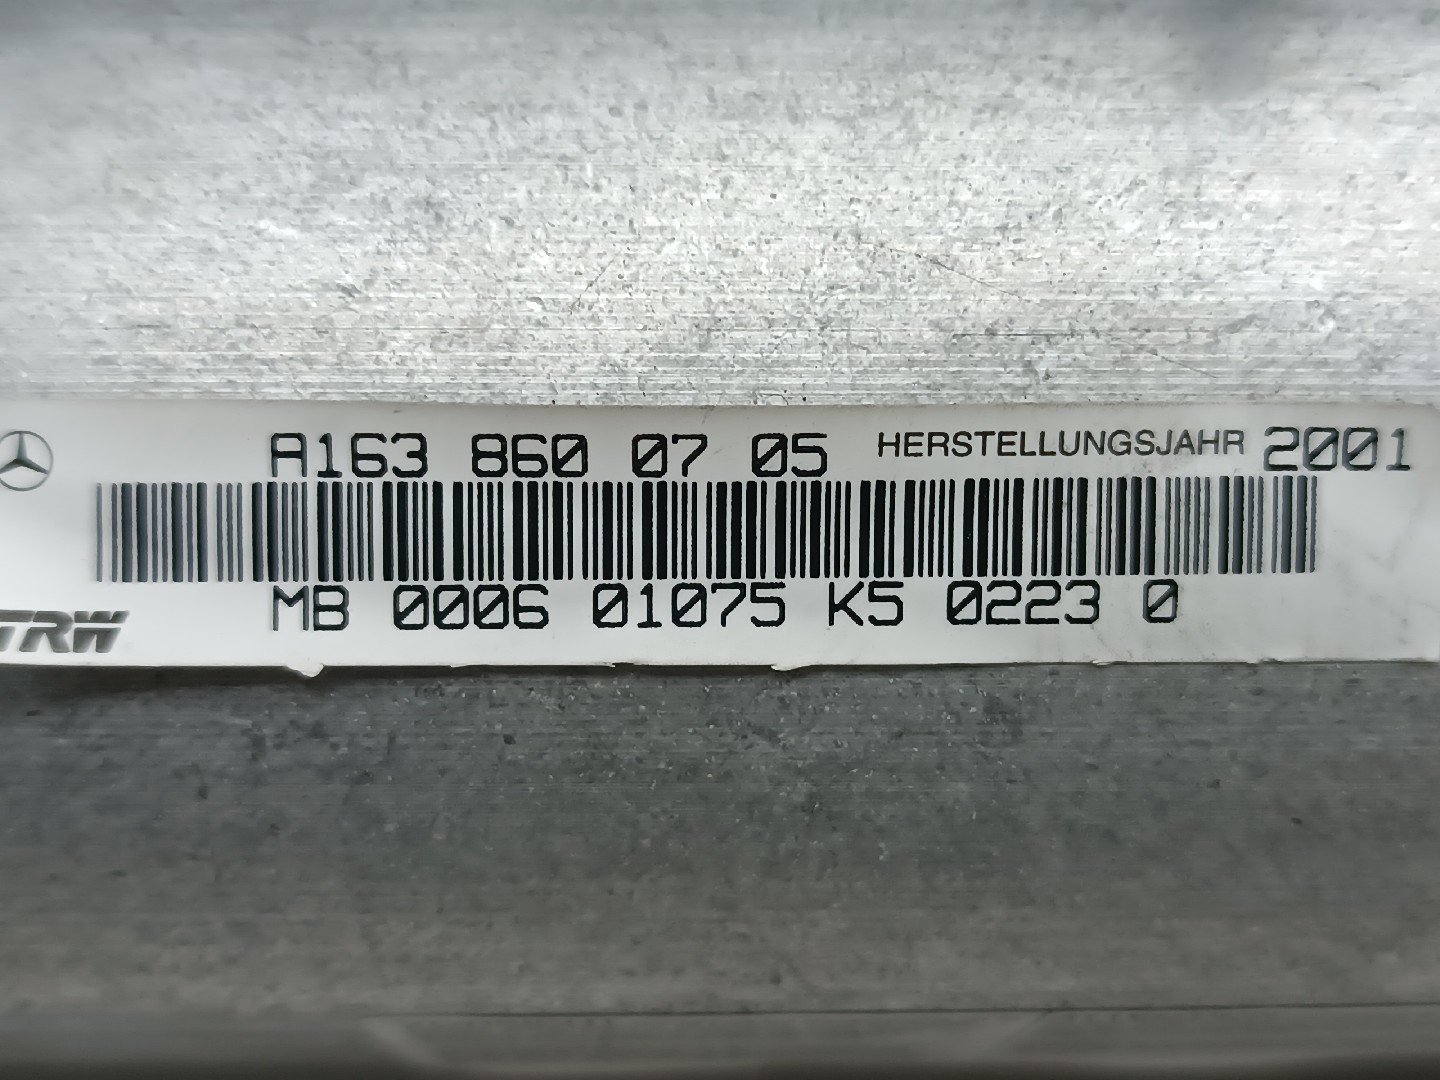 A163 860 07 05 HERSTELLUNGSJAHR 2001
MB 0006 01075 K5 0223 0
TRW